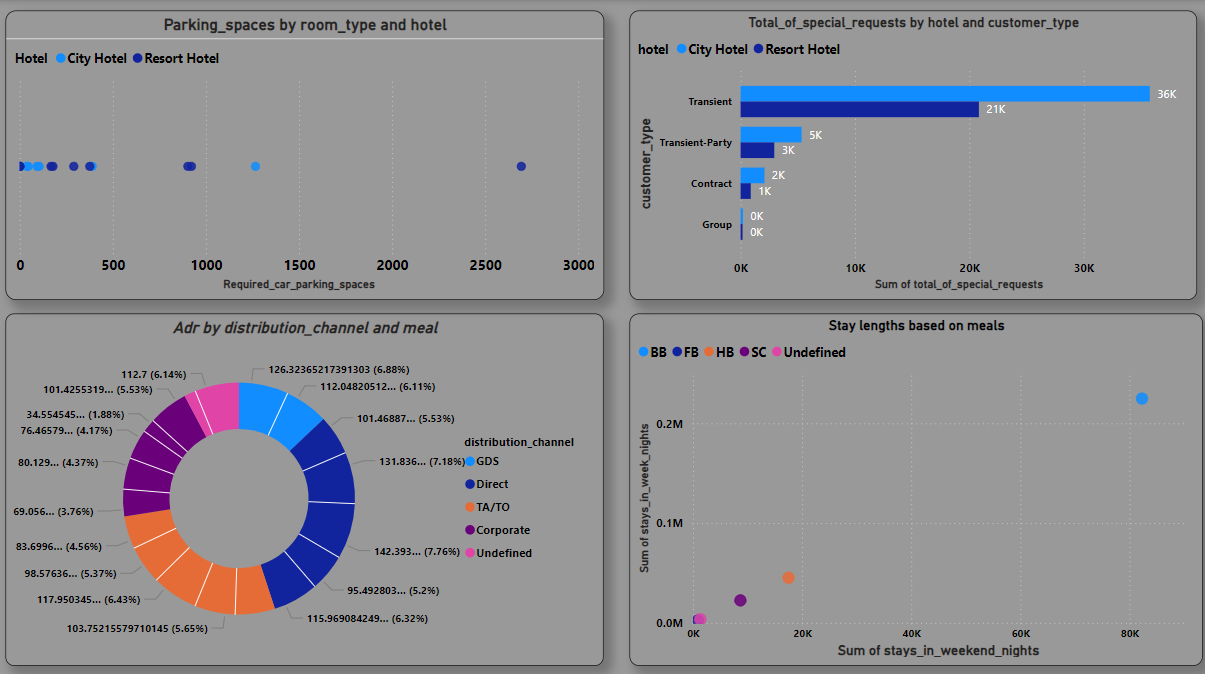 Parking_spaces by room_type and hotel
Hotel City Hotel Resort Hotel
0 500 1000 1500 2000 2500 3000
Required_car_parking_spaces
Total_of_special_requests by hotel and customer_type
hotel City Hotel Resort Hotel
customer_type
Transient
36K
21K
Transient-Party
5K
3K
Contract
2K
1K
Group
0K
0K
0K 10K 20K 30K
Sum of total_of_special_requests
Adr by distribution_channel and meal
126.32365217391303 (6.88%)
112.04820512... (6.11%)
101.46887... (5.53%)
131.836... (7.18%)
142.393... (7.76%)
95.492803... (5.2%)
115.969084249... (6.32%)
103.75215579710145 (5.65%)
117.950345... (6.43%)
98.57636... (5.37%)
83.6996... (4.56%)
69.056... (3.76%)
80.129... (4.37%)
76.46579... (4.17%)
34.554545... (1.88%)
101.4255319... (5.53%)
112.7 (6.14%)
distribution_channel
GDS
Direct
TA/TO
Corporate
Undefined
Stay lengths based on meals
BB FB HB SC Undefined
Sum of stays_in_week_nights
0.2M
0.1M
0.0M
0K 20K 40K 60K 80K
Sum of stays_in_weekend_nights